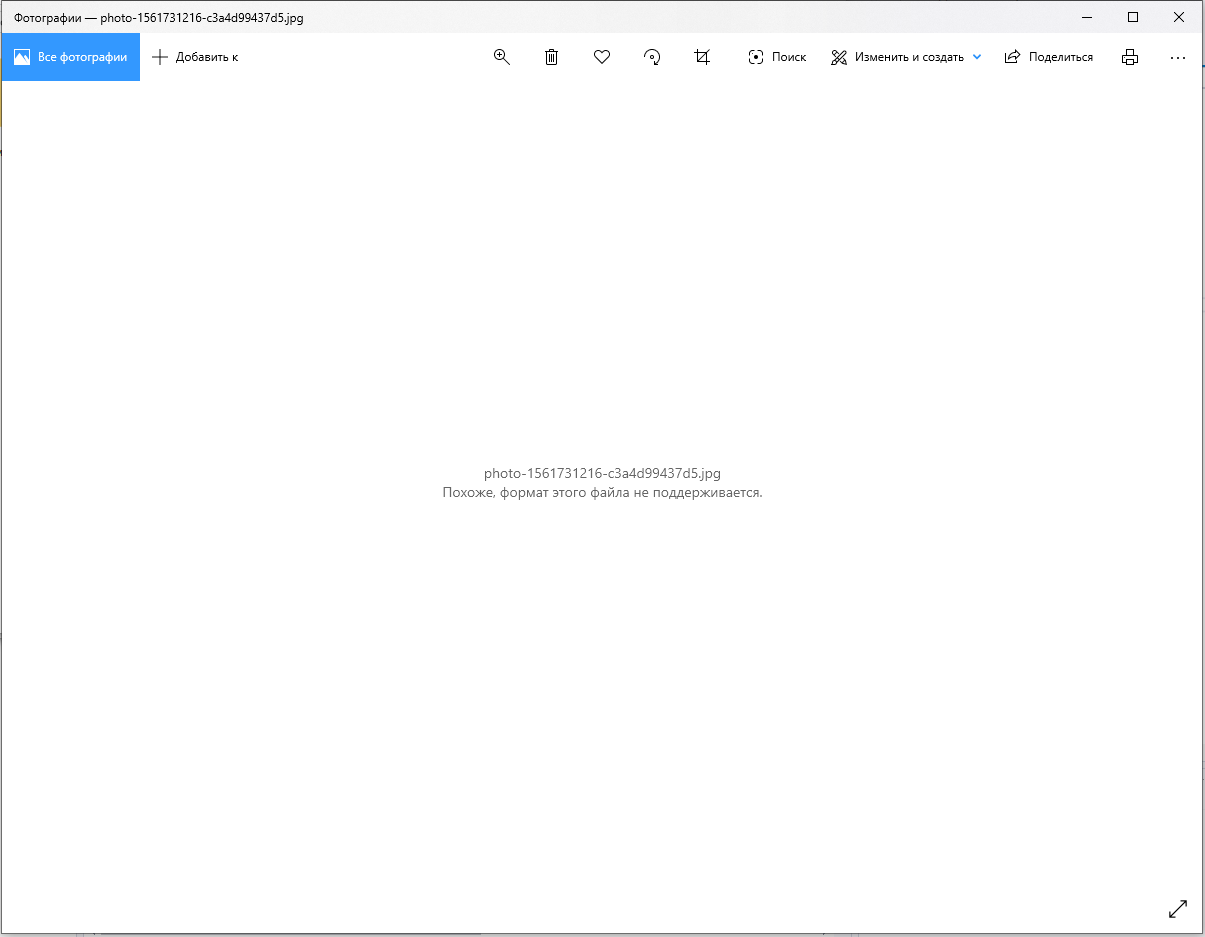 Фотографии — photo-1561731216-c3a4d99437d5.jpg
Все фотографии
Добавить к
Поиск
Изменить и создать
Поделиться
photo-1561731216-c3a4d99437d5.jpg
Похоже, формат этого файла не поддерживается.